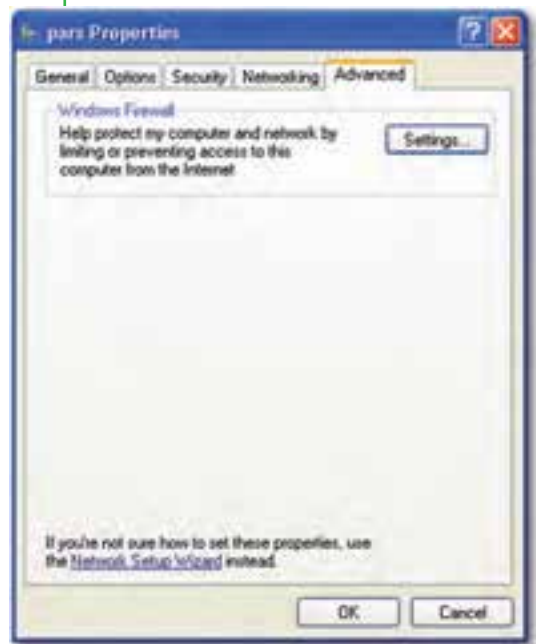 pars Properties
General Options Security Networking Advanced
Windows Firewall
Help protect my computer and network by
limiting or preventing access to this
computer from the Internet
Settings...
If you're not sure how to set these properties, use
the Network Setup Wizard instead.
OK Cancel